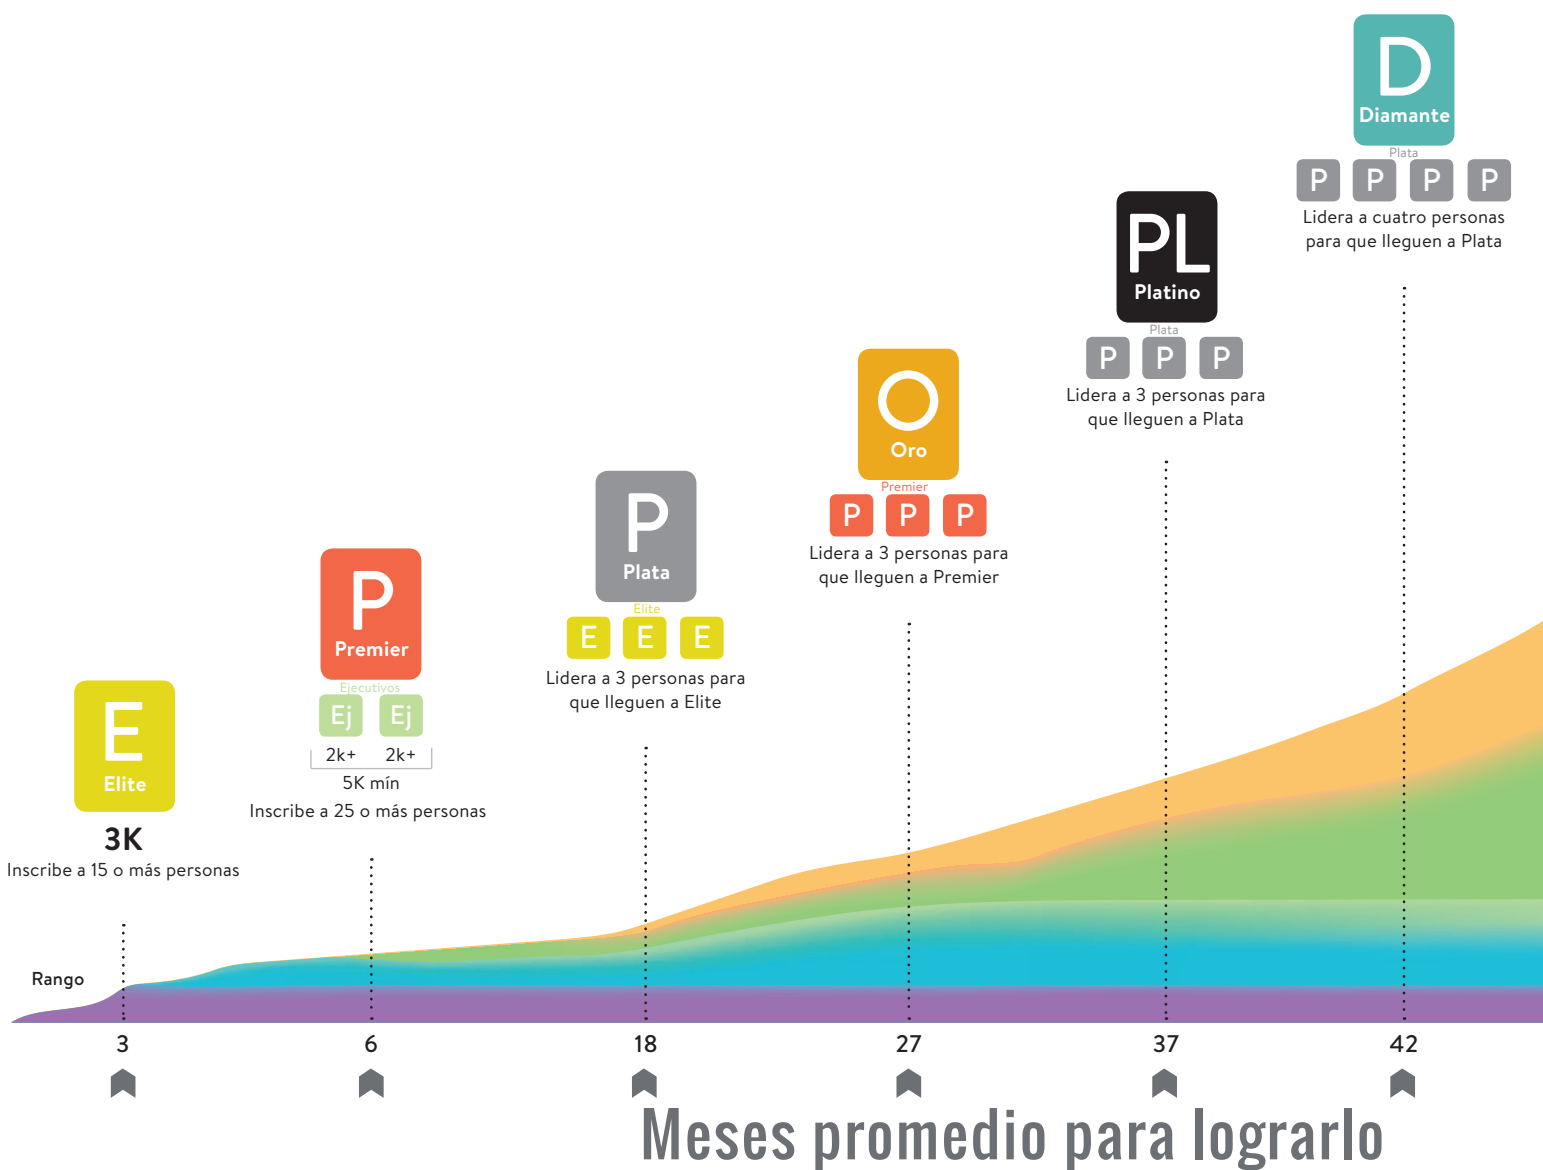 D
Diamante
Plata
P P P P
Lidera a cuatro personas
para que lleguen a Plata
PL
Platino
Plata
P P P
Lidera a 3 personas para
que lleguen a Plata
O
Oro
Premier
P P P
Lidera a 3 personas para
que lleguen a Premier
P
Plata
Elite
E E E
Lidera a 3 personas para
que lleguen a Elite
P
Premier
Ejecutivos
Ej Ej
2k+ 2k+
5K mín
Inscribe a 25 o más personas
E
Elite
3K
Inscribe a 15 o más personas
Rango
3 6 18 27 37 42
Meses promedio para lograrlo